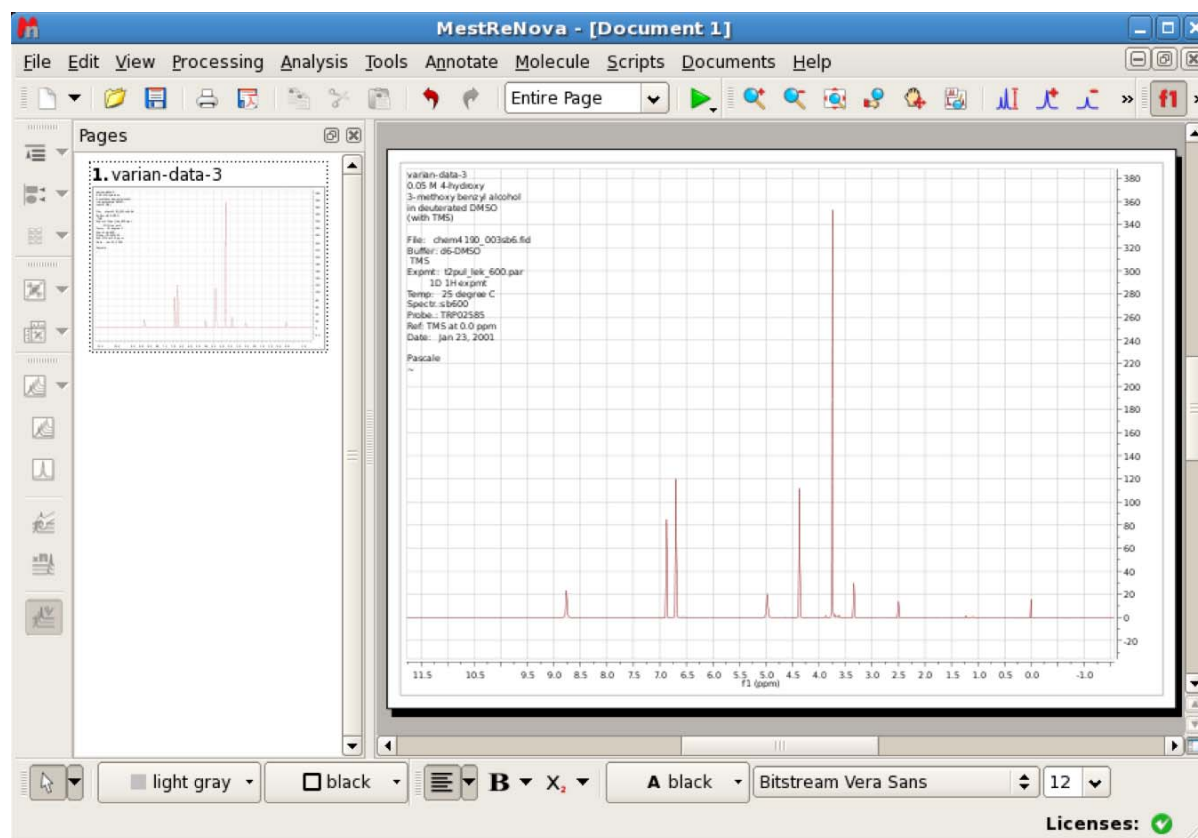 MestReNova - [Document 1]
File Edit View Processing Analysis Tools Annotate Molecule Scripts Documents Help
Entire Page
» f1 »
Pages
1. varian-data-3
varian-data-3
0.05 M 4-hydroxy
3-methoxy benzyl alcohol
in deuterated DMSO
(with TMS)
File: chem4190_003sb6.fid
Buffer: d6-DMSO
TMS
Expmt: t2pul_lek_600.par
1D 1H expmt
Temp: 25 degree C
Spectr.:sb600
Probe.: TRP02585
Ref: TMS at 0.0 ppm
Date: Jan 23, 2001
Pascale
~
380
360
340
320
300
280
260
240
220
200
180
160
140
120
100
80
60
40
20
0
-20
11.5 10.5 9.5 9.0 8.5 8.0 7.5 7.0 6.5 6.0 5.5 5.0 4.5 4.0 3.5 3.0 2.5 2.0 1.5 1.0 0.5 0.0 -1.0
f1 (ppm)
light gray black B X₂ A black Bitstream Vera Sans 12
Licenses: